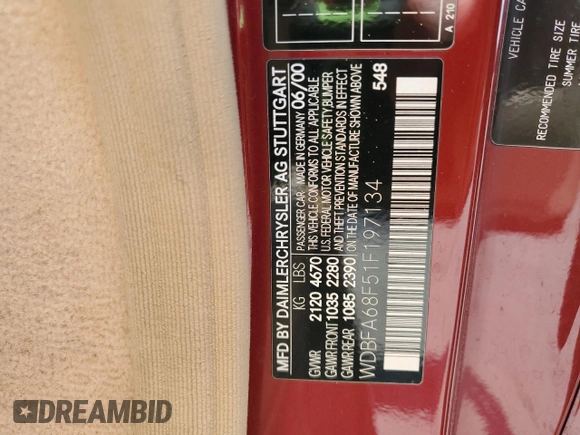 MFD BY DAIMLERCHRYSLER AG STUTTGART
KG LBS PASSENGER CAR - MADE IN GERMANY 06/00
GVWR 2120 4670 THIS VEHICLE CONFORMS TO ALL APPLICABLE
GAWR FRONT 1035 2280 U.S. FEDERAL MOTOR VEHICLE SAFETY, BUMPER
GAWR REAR 1085 2390 AND THEFT PREVENTION STANDARDS IN EFFECT
ON THE DATE OF MANUFACTURE SHOWN ABOVE
WDBFA68F51F197134
548
A 210
VEHICLE CA
RECOMMENDED TIRE SIZE
SUMMER TIRE
DREAMBID